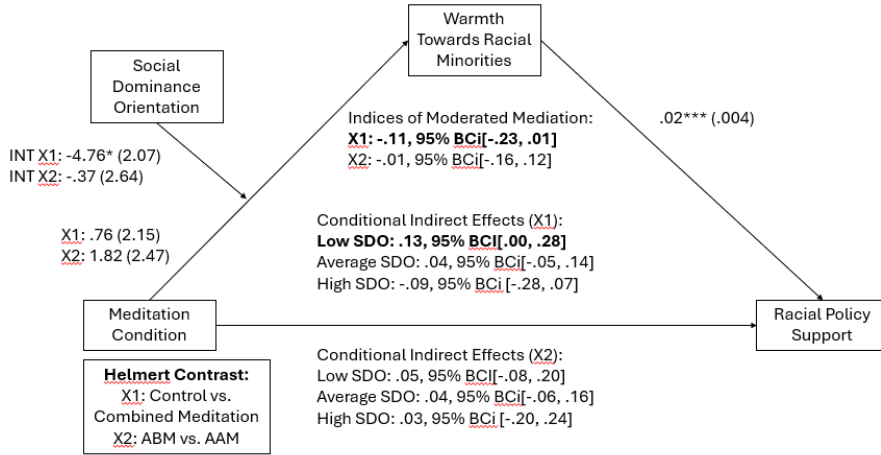 Warmth
Towards Racial
Minorities
Social
Dominance
Orientation
Indices of Moderated Mediation:
X1: -.11, 95% BCi[-.23, .01]
X2: -.01, 95% BCi[-.16, .12]
.02*** (.004)
INT X1: -4.76* (2.07)
INT X2: -.37 (2.64)
X1: .76 (2.15)
X2: 1.82 (2.47)
Conditional Indirect Effects (X1):
Low SDO: .13, 95% BCI[.00, .28]
Average SDO: .04, 95% BCi[-.05, .14]
High SDO: -.09, 95% BCi [-.28, .07]
Meditation
Condition
Racial Policy
Support
Helmert Contrast:
X1: Control vs.
Combined Meditation
X2: ABM vs. AAM
Conditional Indirect Effects (X2):
Low SDO: .05, 95% BCI[-.08, .20]
Average SDO: .04, 95% BCi[-.06, .16]
High SDO: .03, 95% BCi [-.20, .24]